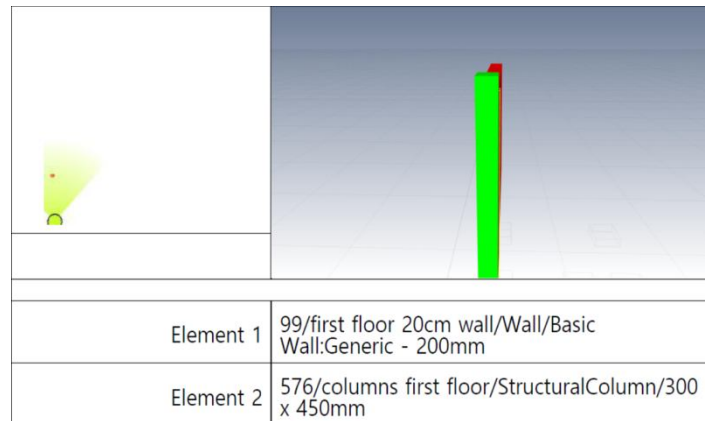 Element 1
99/first floor 20cm wall/Wall/Basic
Wall:Generic - 200mm
Element 2
576/columns first floor/StructuralColumn/300
x 450mm